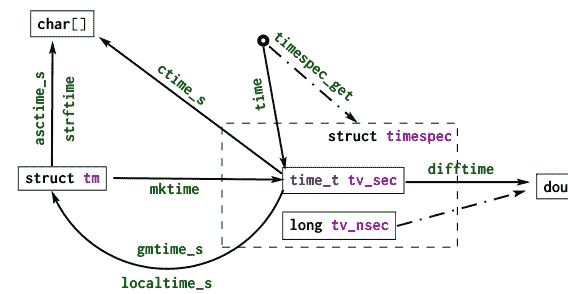 char[]
timespec_get
ctime_s
asctime_s
strftime
time
struct timespec
struct tm
mktime
time_t tv_sec
difftime
dou
long tv_nsec
gmtime_s
localtime_s